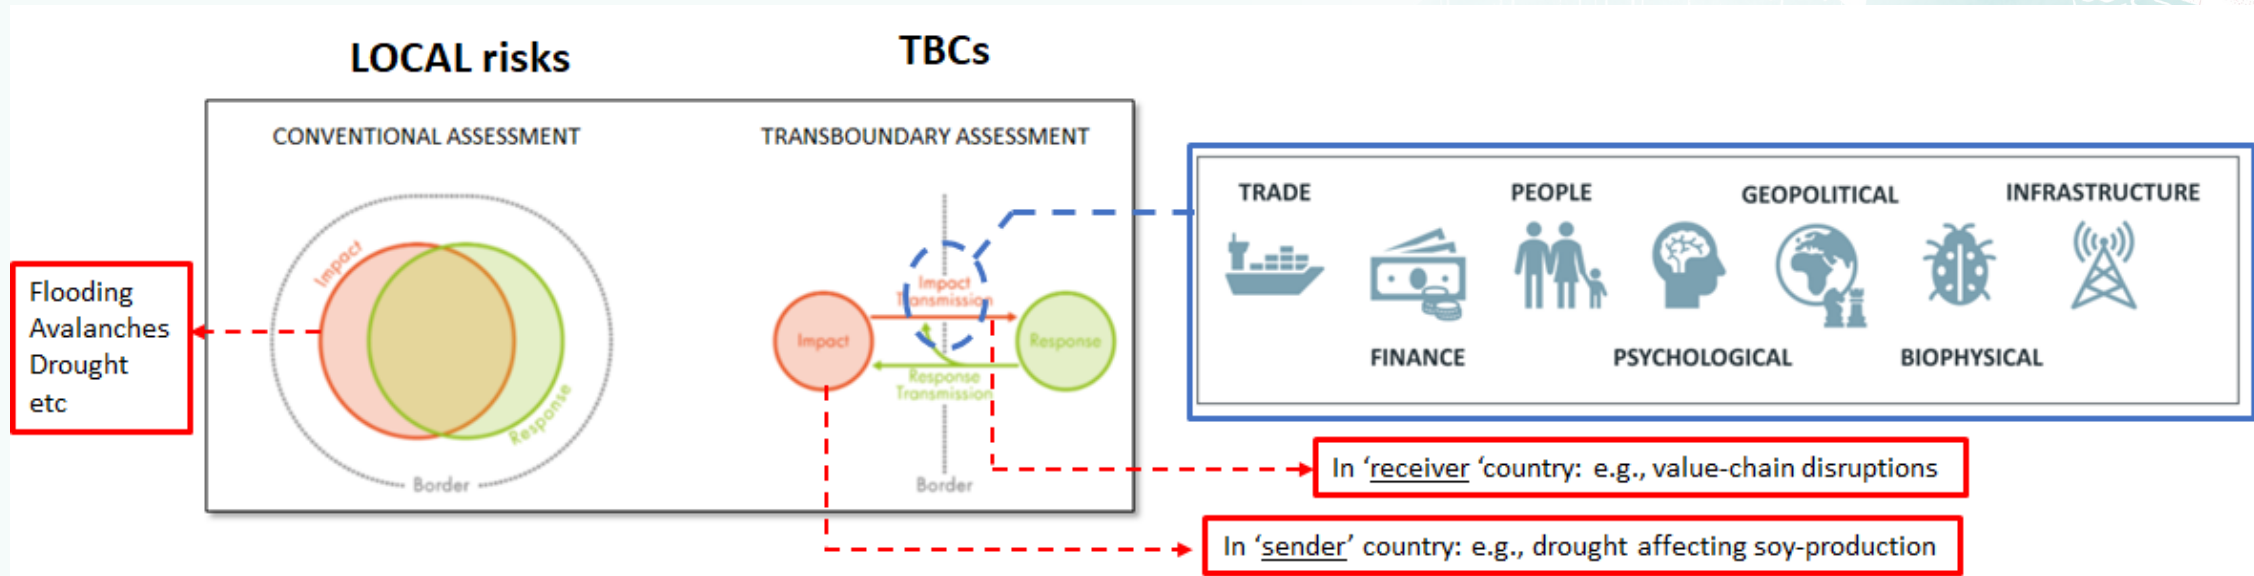 LOCAL risks
TBCs
CONVENTIONAL ASSESSMENT
TRANSBOUNDARY ASSESSMENT
Flooding
Avalanches
Drought
etc
Impact
Response
Border
Impact
Transmission
Impact
Response
Response
Transmission
Border
TRADE
PEOPLE
GEOPOLITICAL
INFRASTRUCTURE
FINANCE
PSYCHOLOGICAL
BIOPHYSICAL
In ‘receiver ‘country: e.g., value-chain disruptions
In ‘sender’ country: e.g., drought affecting soy-production